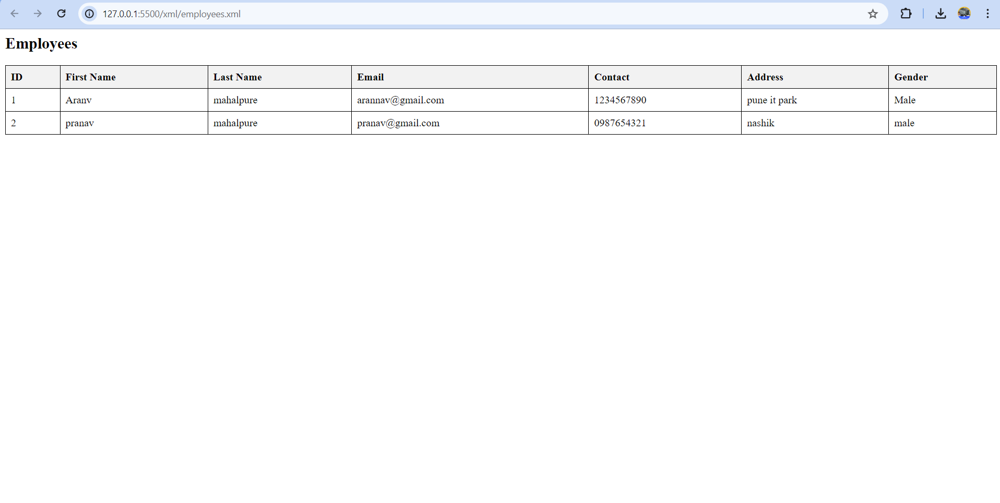 127.0.0.1:5500/xml/employees.xml
Employees
ID First Name Last Name Email Contact Address Gender
1 Aranv mahalpure arannav@gmail.com 1234567890 pune it park Male
2 pranav mahalpure pranav@gmail.com 0987654321 nashik male